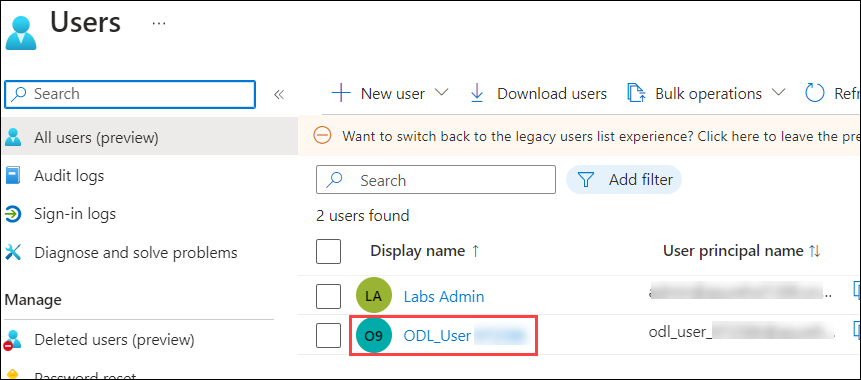 Users ...
Search
«
New user
Download users
Bulk operations
Refr
All users (preview)
Want to switch back to the legacy users list experience? Click here to leave the pre
Audit logs
Search
Add filter
Sign-in logs
2 users found
Diagnose and solve problems
Display name ↑
User principal name ↑↓
Manage
LA
Labs Admin
...
Deleted users (preview)
O9
ODL_User
odl_user_
...
Password reset